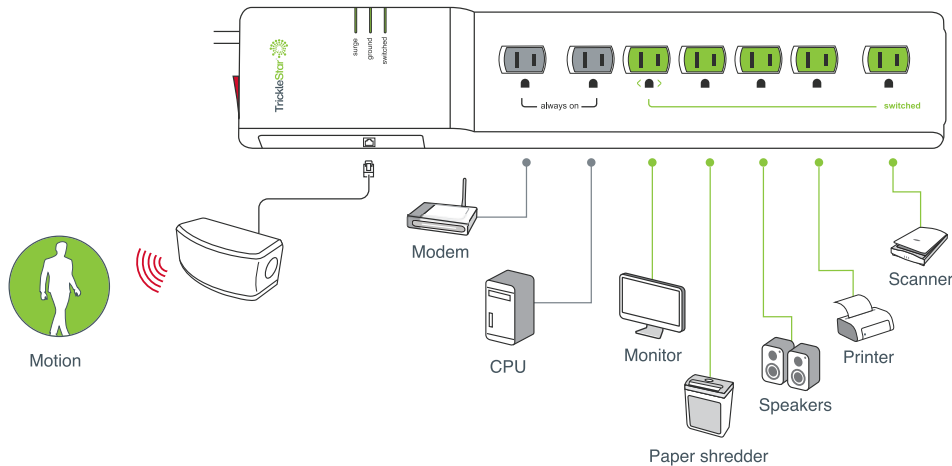 TrickleStar
surge
ground
switched
always on
< >
switched
Modem
CPU
Monitor
Paper shredder
Speakers
Printer
Scanner
Motion